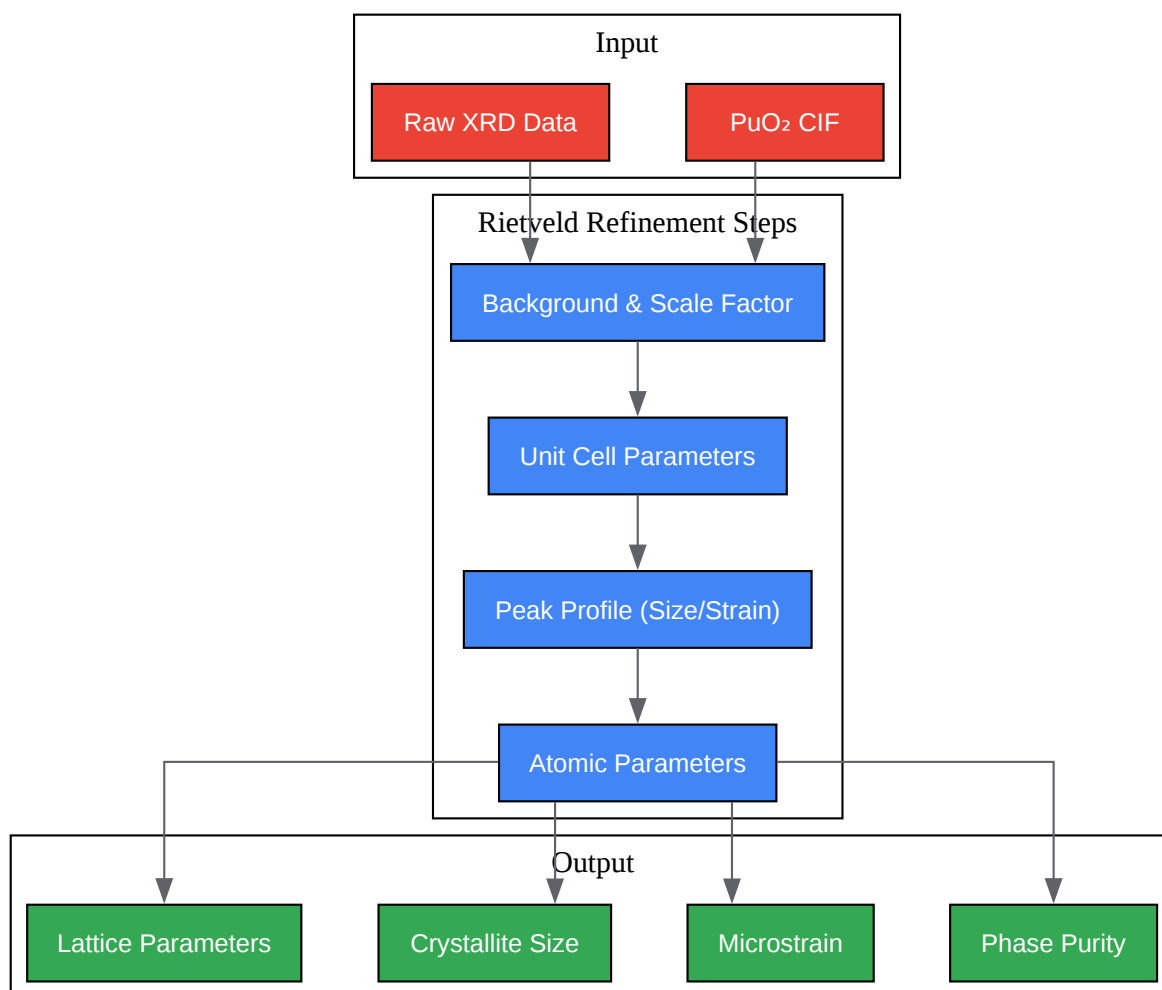 Input
Raw XRD Data
PuO₂ CIF
Rietveld Refinement Steps
Background & Scale Factor
Unit Cell Parameters
Peak Profile (Size/Strain)
Atomic Parameters
Output
Lattice Parameters
Crystallite Size
Microstrain
Phase Purity